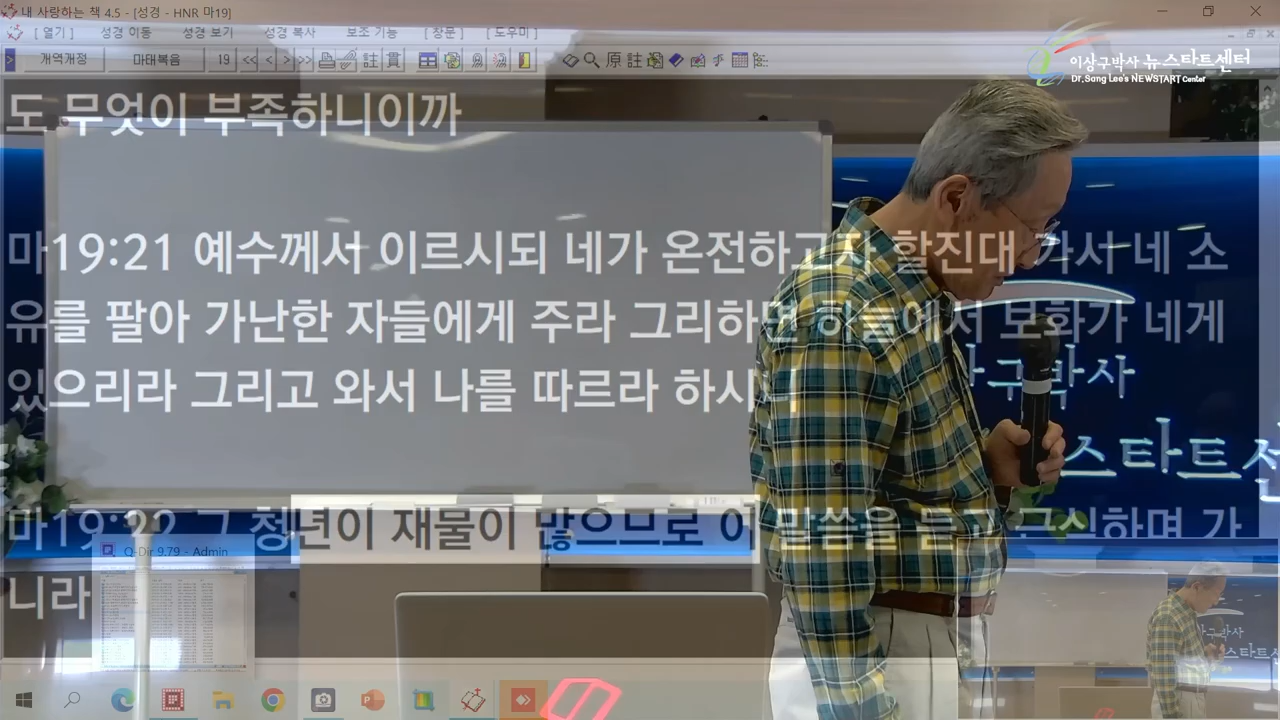 내 사랑하는 책 4.5 - [성경 - HNR 마19]
[ 열기 ] 성경 이동 성경 보기 성경 복사 보조 기능 [ 창문 ] [ 도우미 ]
개역개정 마태복음 19 << < > >> 原 註
이상구박사 뉴스타트센터
Dr. Sang Lee's NEWSTART Center
도 무엇이 부족하니이까
마19:21 예수께서 이르시되 네가 온전하고자 할진대 가서 네 소
유를 팔아 가난한 자들에게 주라 그리하면 하늘에서 보화가 네게
있으리라 그리고 와서 나를 따르라 하시니
구박사
스타트센
마19:22 그 청년이 재물이 많으므로 이 말씀을 듣고 근심하며 가
니라
Q-Dir 9.79 - Admin